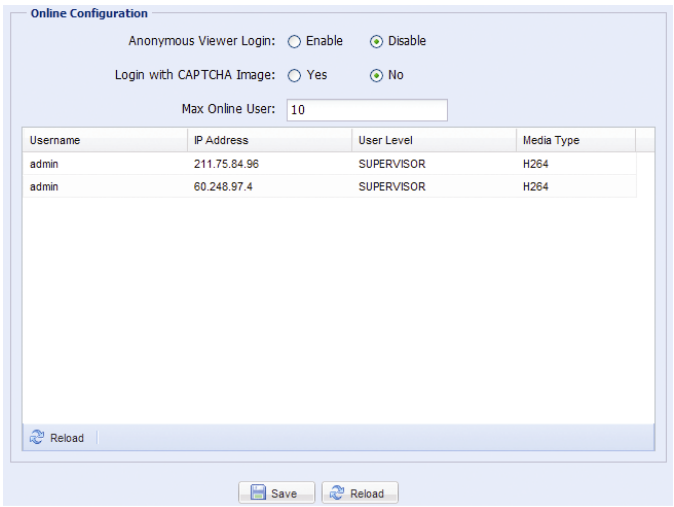 Online Configuration
Anonymous Viewer Login: Enable Disable
Login with CAPTCHA Image: Yes No
Max Online User: 10
Username IP Address User Level Media Type
admin 211.75.84.96 SUPERVISOR H264
admin 60.248.97.4 SUPERVISOR H264
Reload
Save Reload